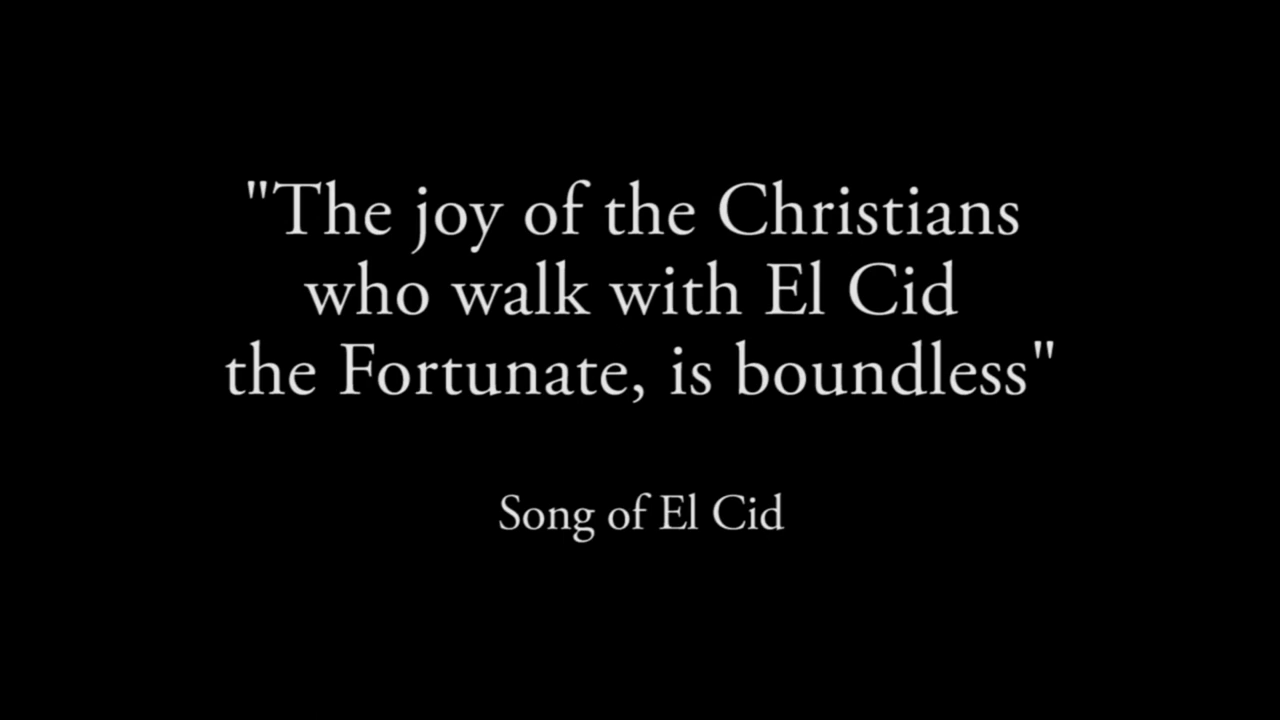 "The joy of the Christians
who walk with El Cid
the Fortunate, is boundless"
Song of El Cid